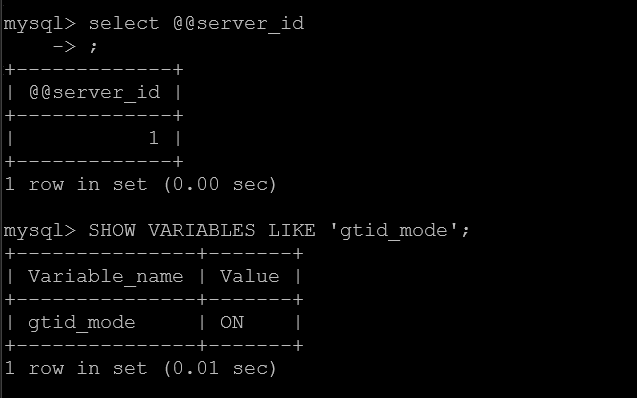 mysql> select @@server_id
    -> ;
+-------------+
| @@server_id |
+-------------+
|           1 |
+-------------+
1 row in set (0.00 sec)

mysql> SHOW VARIABLES LIKE 'gtid_mode';
+---------------+-------+
| Variable_name | Value |
+---------------+-------+
| gtid_mode     | ON    |
+---------------+-------+
1 row in set (0.01 sec)